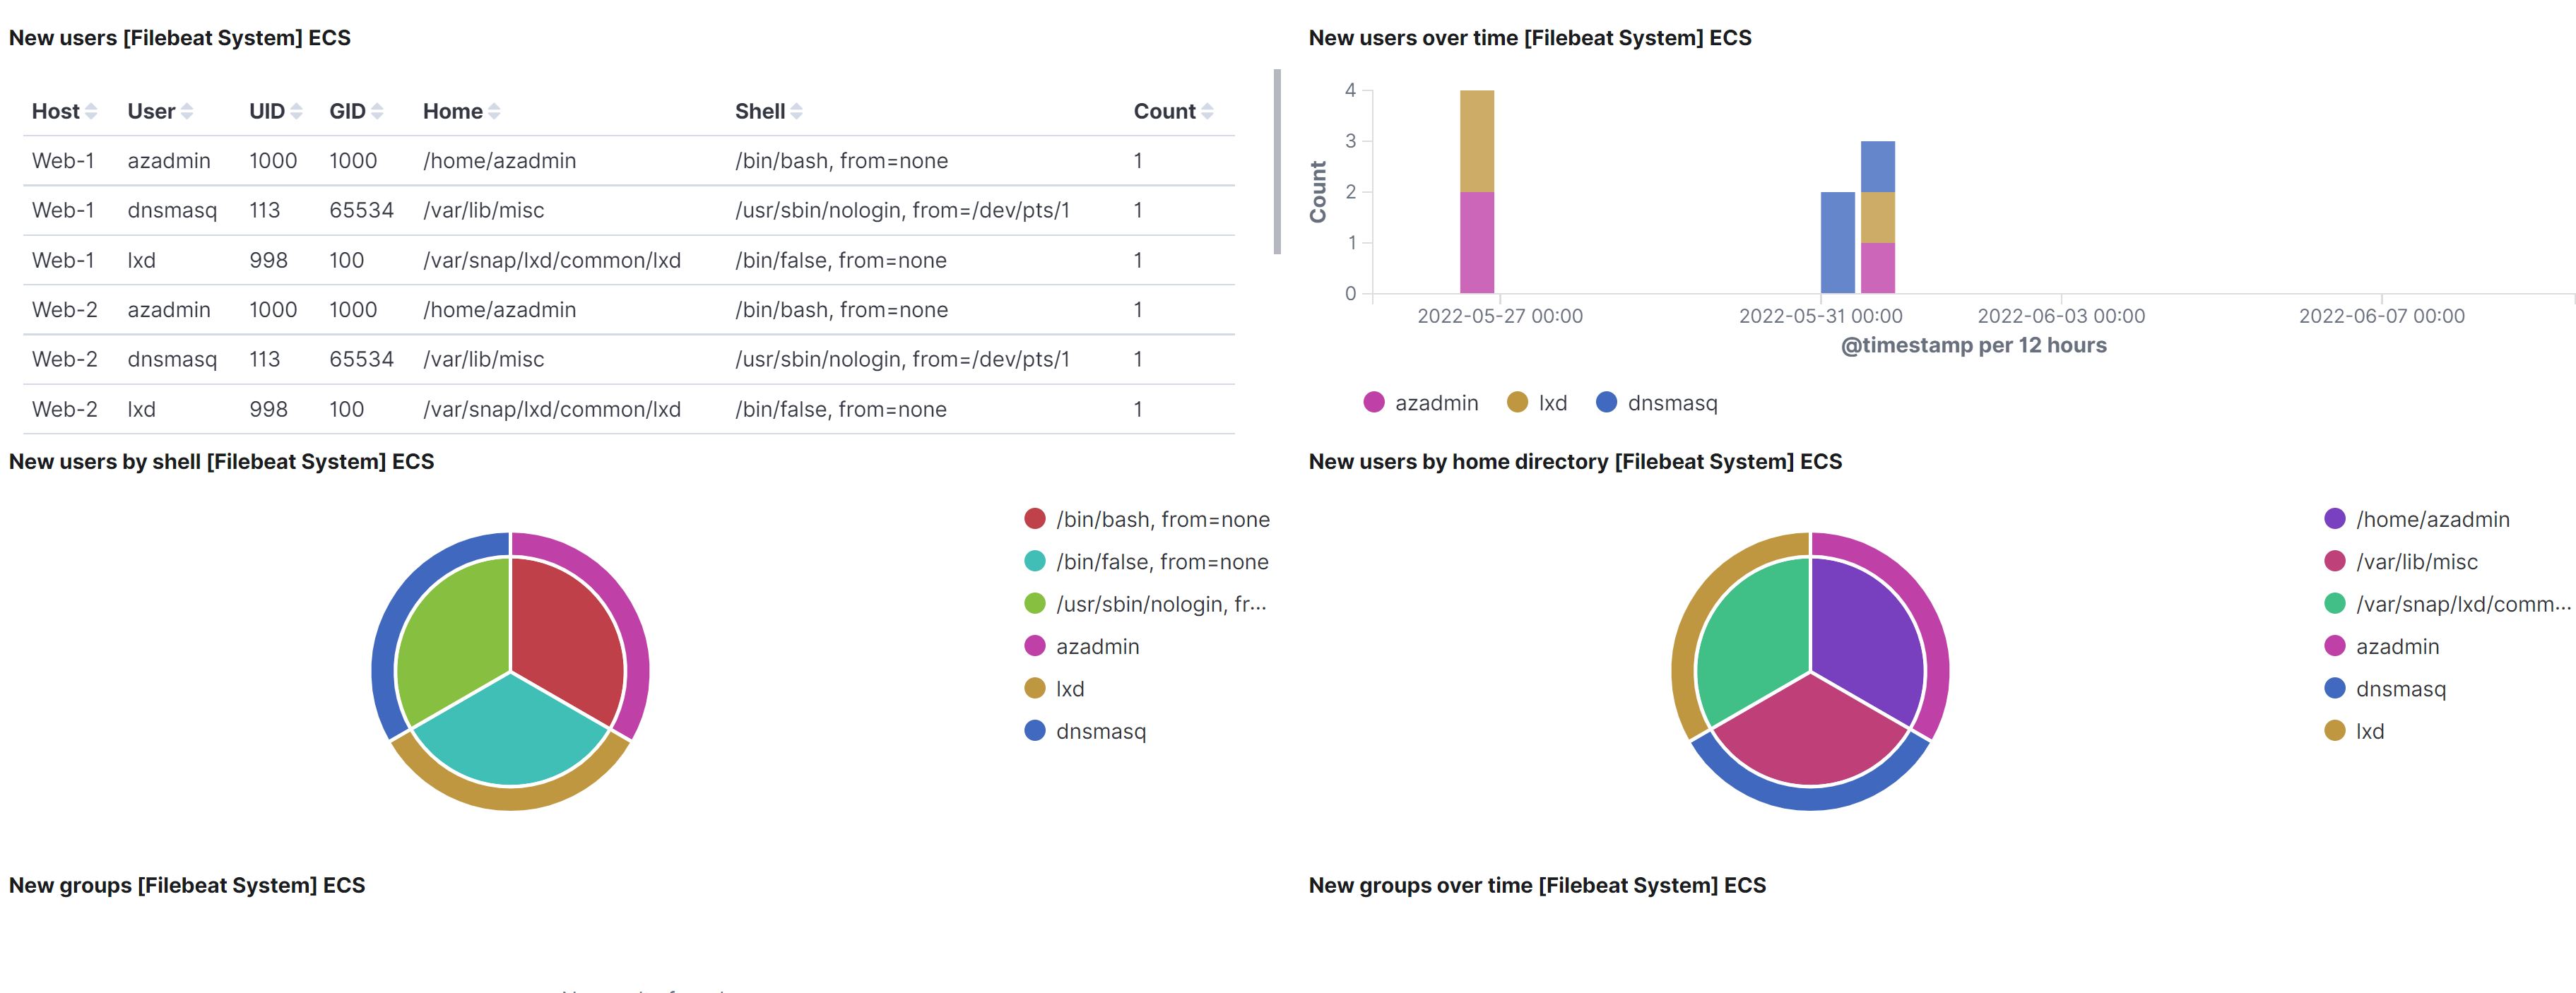 New users [Filebeat System] ECS
Host User UID GID Home Shell Count
Web-1 azadmin 1000 1000 /home/azadmin /bin/bash, from=none 1
Web-1 dnsmasq 113 65534 /var/lib/misc /usr/sbin/nologin, from=/dev/pts/1 1
Web-1 lxd 998 100 /var/snap/lxd/common/lxd /bin/false, from=none 1
Web-2 azadmin 1000 1000 /home/azadmin /bin/bash, from=none 1
Web-2 dnsmasq 113 65534 /var/lib/misc /usr/sbin/nologin, from=/dev/pts/1 1
Web-2 lxd 998 100 /var/snap/lxd/common/lxd /bin/false, from=none 1
New users over time [Filebeat System] ECS
Count
4
3
2
1
0
2022-05-27 00:00 2022-05-31 00:00 2022-06-03 00:00 2022-06-07 00:00
@timestamp per 12 hours
azadmin lxd dnsmasq
New users by shell [Filebeat System] ECS
/bin/bash, from=none
/bin/false, from=none
/usr/sbin/nologin, fr...
azadmin
lxd
dnsmasq
New users by home directory [Filebeat System] ECS
/home/azadmin
/var/lib/misc
/var/snap/lxd/comm...
azadmin
dnsmasq
lxd
New groups [Filebeat System] ECS
New groups over time [Filebeat System] ECS